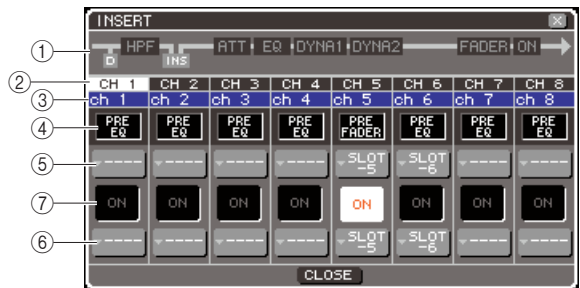 INSERT
① HPF ATT EQ DYNA1 DYNA2 FADER ON
D INS
② CH 1 CH 2 CH 3 CH 4 CH 5 CH 6 CH 7 CH 8
③ ch 1 ch 2 ch 3 ch 4 ch 5 ch 6 ch 7 ch 8
④ PRE EQ PRE EQ PRE EQ PRE EQ PRE FADER PRE EQ PRE EQ PRE EQ
⑤ ---- ---- ---- ---- SLOT-5 SLOT-6 ---- ----
⑦ ON ON ON ON ON ON ON ON
⑥ ---- ---- ---- ---- SLOT-5 SLOT-6 ---- ----
CLOSE